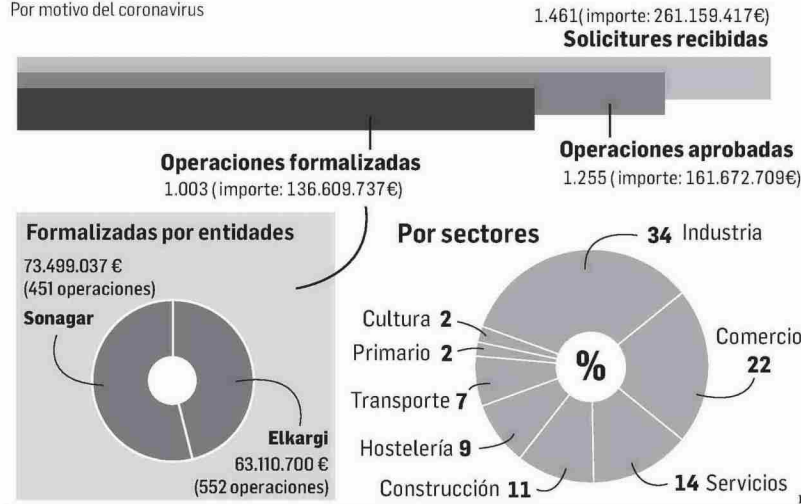 Por motivo del coronavirus
1.461(importe: 261.159.417€)
Solicitures recibidas
Operaciones formalizadas
1.003 (importe: 136.609.737€)
Operaciones aprobadas
1.255 (importe: 161.672.709€)
Formalizadas por entidades
73.499.037 €
(451 operaciones)
Sonagar
Elkargi
63.110.700 €
(552 operaciones)
Por sectores
34 Industria
Comercio
22
14 Servicios
Construcción 11
Hostelería 9
Transporte 7
Primario 2
Cultura 2
%